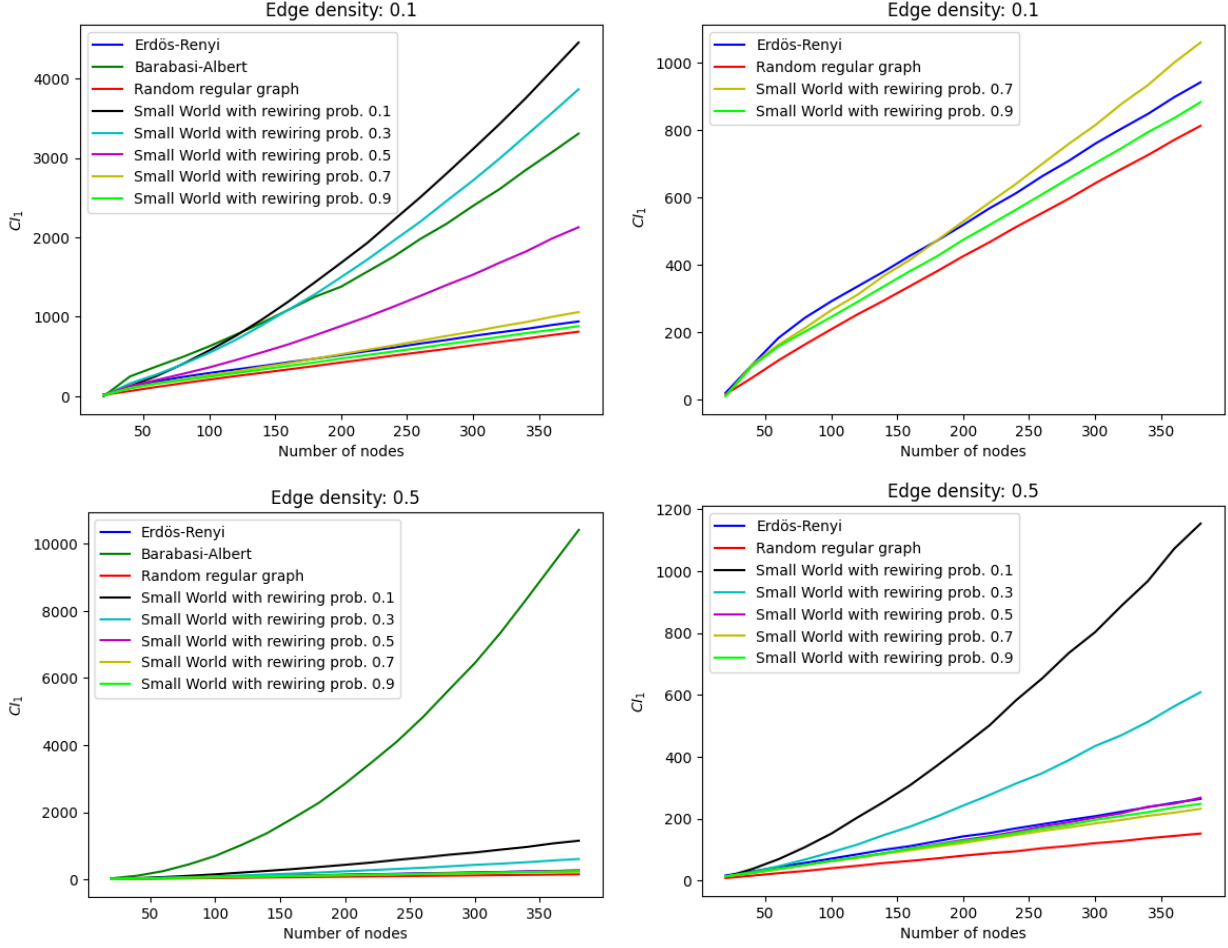 Edge density: 0.1
Erdös-Renyi
Barabasi-Albert
Random regular graph
Small World with rewiring prob. 0.1
Small World with rewiring prob. 0.3
Small World with rewiring prob. 0.5
Small World with rewiring prob. 0.7
Small World with rewiring prob. 0.9
4000
3000
2000
1000
0
CI₁
50
100
150
200
250
300
350
Number of nodes
Edge density: 0.1
Erdös-Renyi
Random regular graph
Small World with rewiring prob. 0.7
Small World with rewiring prob. 0.9
1000
800
600
400
200
0
CI₁
50
100
150
200
250
300
350
Number of nodes
Edge density: 0.5
Erdös-Renyi
Barabasi-Albert
Random regular graph
Small World with rewiring prob. 0.1
Small World with rewiring prob. 0.3
Small World with rewiring prob. 0.5
Small World with rewiring prob. 0.7
Small World with rewiring prob. 0.9
10000
8000
6000
4000
2000
0
CI₁
50
100
150
200
250
300
350
Number of nodes
Edge density: 0.5
Erdös-Renyi
Random regular graph
Small World with rewiring prob. 0.1
Small World with rewiring prob. 0.3
Small World with rewiring prob. 0.5
Small World with rewiring prob. 0.7
Small World with rewiring prob. 0.9
1200
1000
800
600
400
200
0
CI₁
50
100
150
200
250
300
350
Number of nodes